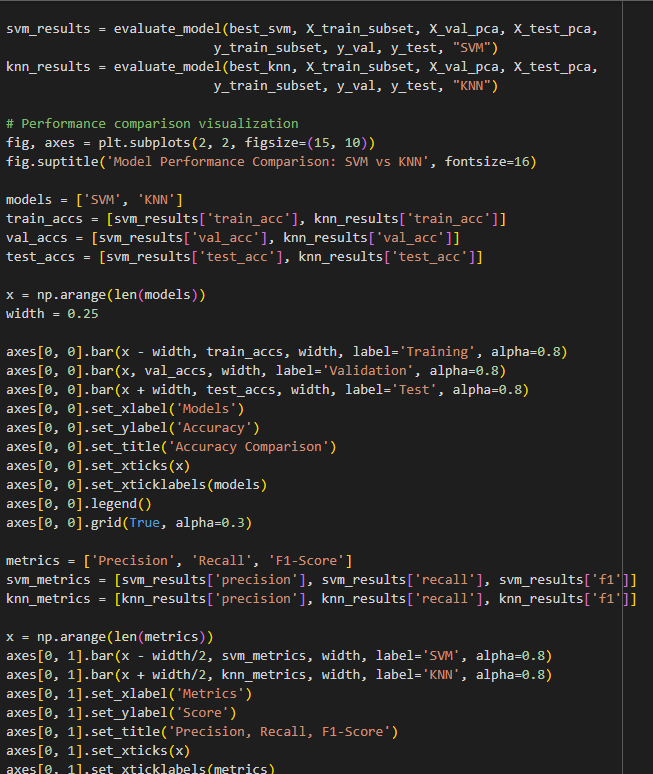 svm_results = evaluate_model(best_svm, X_train_subset, X_val_pca, X_test_pca,
                           y_train_subset, y_val, y_test, "SVM")
knn_results = evaluate_model(best_knn, X_train_subset, X_val_pca, X_test_pca,
                           y_train_subset, y_val, y_test, "KNN")

# Performance comparison visualization
fig, axes = plt.subplots(2, 2, figsize=(15, 10))
fig.suptitle('Model Performance Comparison: SVM vs KNN', fontsize=16)

models = ['SVM', 'KNN']
train_accs = [svm_results['train_acc'], knn_results['train_acc']]
val_accs = [svm_results['val_acc'], knn_results['val_acc']]
test_accs = [svm_results['test_acc'], knn_results['test_acc']]

x = np.arange(len(models))
width = 0.25

axes[0, 0].bar(x - width, train_accs, width, label='Training', alpha=0.8)
axes[0, 0].bar(x, val_accs, width, label='Validation', alpha=0.8)
axes[0, 0].bar(x + width, test_accs, width, label='Test', alpha=0.8)
axes[0, 0].set_xlabel('Models')
axes[0, 0].set_ylabel('Accuracy')
axes[0, 0].set_title('Accuracy Comparison')
axes[0, 0].set_xticks(x)
axes[0, 0].set_xticklabels(models)
axes[0, 0].legend()
axes[0, 0].grid(True, alpha=0.3)

metrics = ['Precision', 'Recall', 'F1-Score']
svm_metrics = [svm_results['precision'], svm_results['recall'], svm_results['f1']]
knn_metrics = [knn_results['precision'], knn_results['recall'], knn_results['f1']]

x = np.arange(len(metrics))
axes[0, 1].bar(x - width/2, svm_metrics, width, label='SVM', alpha=0.8)
axes[0, 1].bar(x + width/2, knn_metrics, width, label='KNN', alpha=0.8)
axes[0, 1].set_xlabel('Metrics')
axes[0, 1].set_ylabel('Score')
axes[0, 1].set_title('Precision, Recall, F1-Score')
axes[0, 1].set_xticks(x)
axes[0, 1].set_xticklabels(metrics)